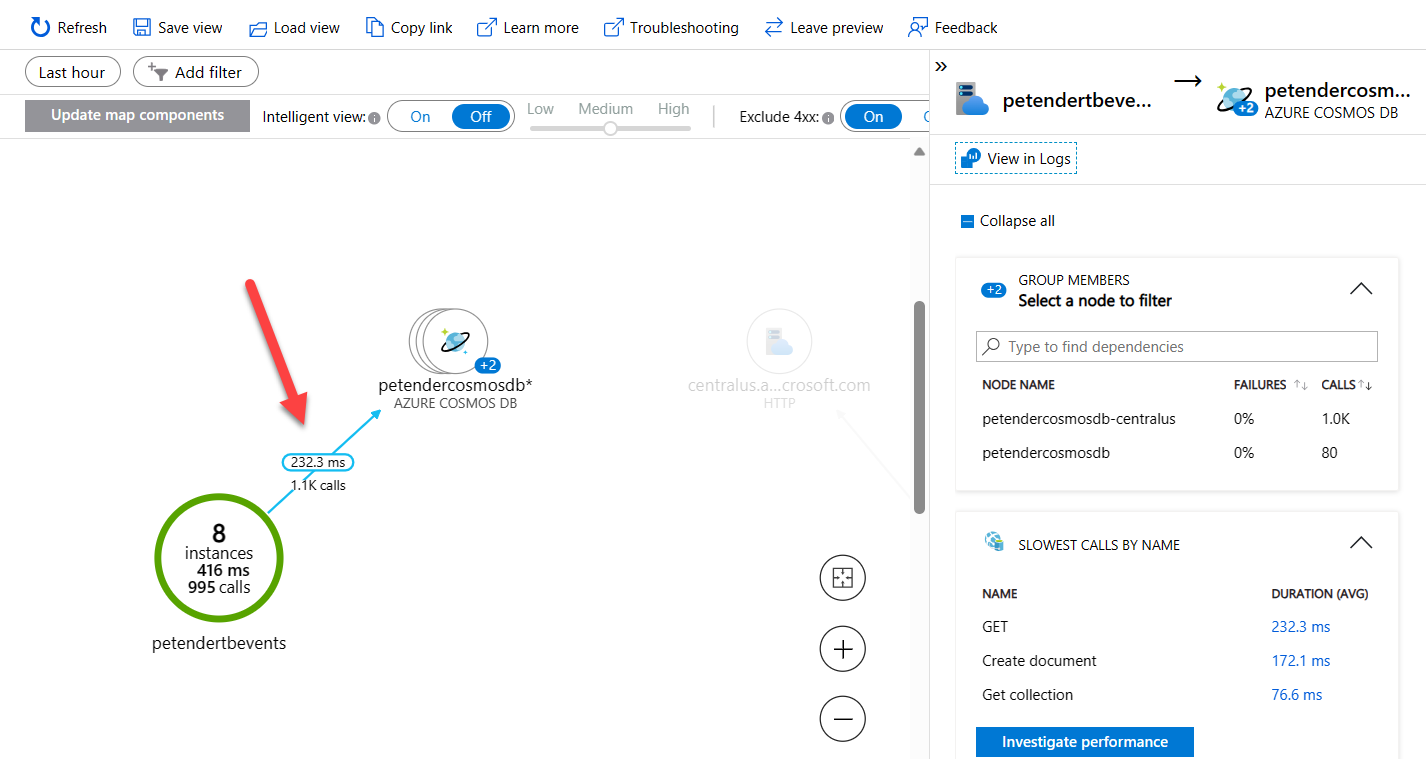 Refresh Save view Load view Copy link Learn more Troubleshooting Leave preview Feedback
Last hour Add filter
Update map components Intelligent view: On Off Low Medium High Exclude 4xx: On
petendercosmosdb*
+2
AZURE COSMOS DB
centralus.a...crosoft.com
HTTP
232.3 ms
1.1K calls
8
instances
416 ms
995 calls
petendertbevents
petendertbeve...
petendercosm...
+2
AZURE COSMOS DB
View in Logs
Collapse all
+2
GROUP MEMBERS
Select a node to filter
Type to find dependencies
NODE NAME FAILURES CALLS
petendercosmosdb-centralus 0% 1.0K
petendercosmosdb 0% 80
SLOWEST CALLS BY NAME
NAME DURATION (AVG)
GET 232.3 ms
Create document 172.1 ms
Get collection 76.6 ms
Investigate performance